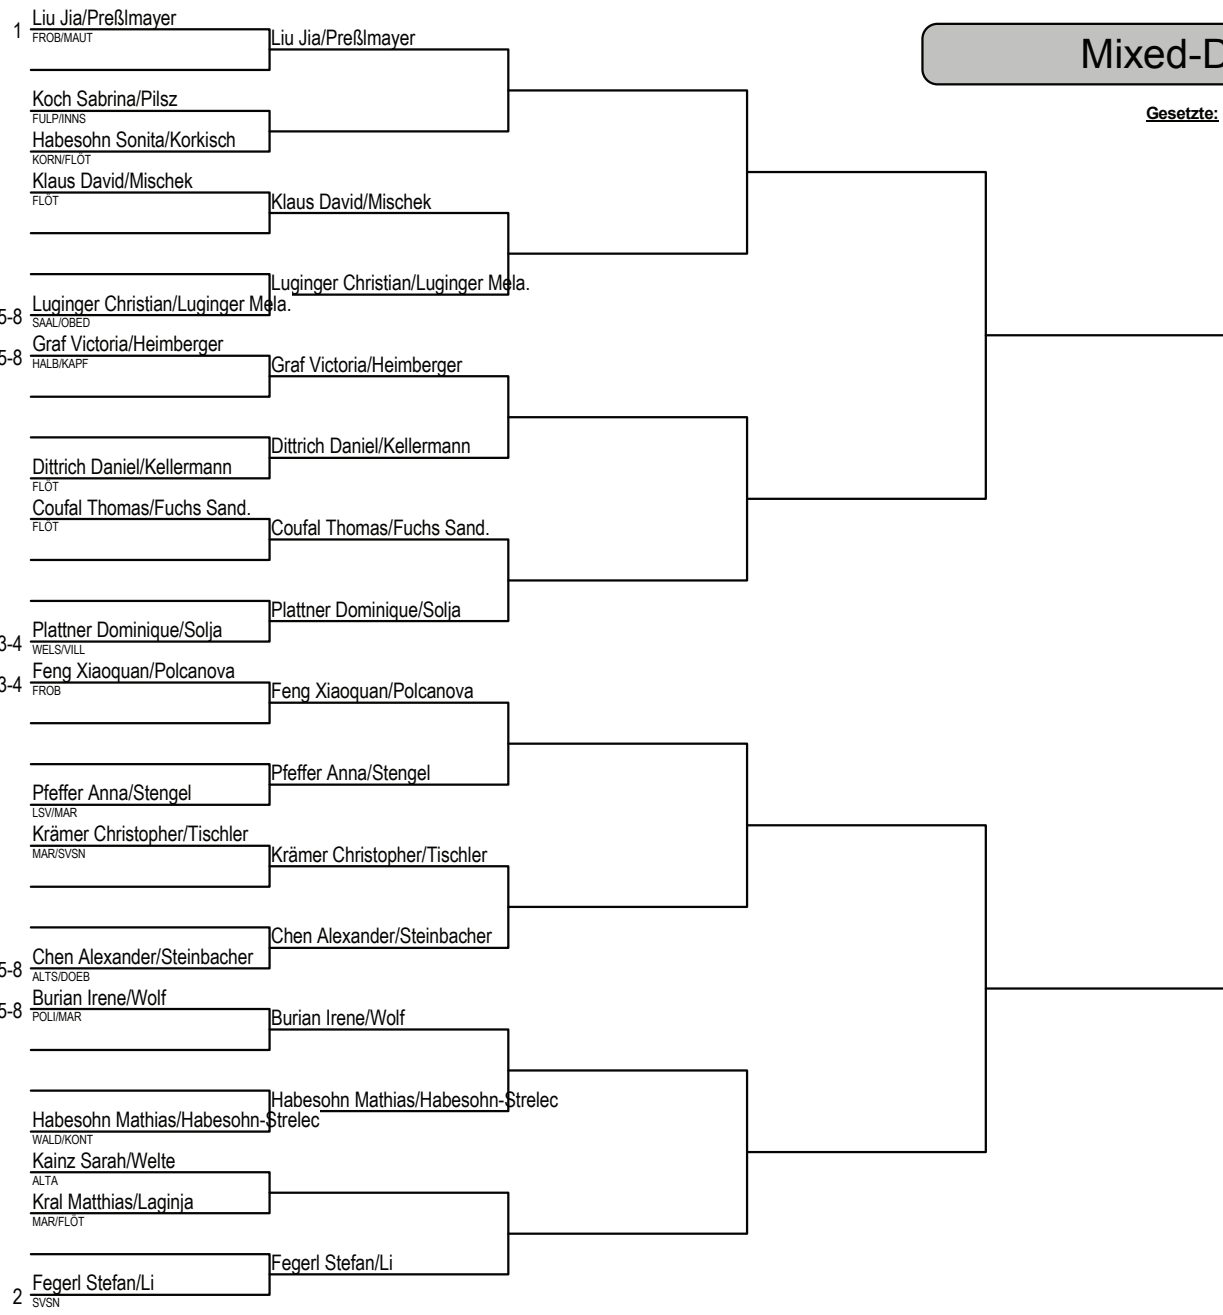 Mixed-D
Gesetzte:
1 Liu Jia/Preßlmayer
FROB/MAUT
Liu Jia/Preßlmayer
Koch Sabrina/Pilsz
FULP/INNS
Habesohn Sonita/Korkisch
KORN/FLÖT
Klaus David/Mischek
FLÖT
Klaus David/Mischek
Luginger Christian/Luginger Mela.
5-8 Luginger Christian/Luginger Mela.
SAAL/OBED
5-8 Graf Victoria/Heimberger
HALB/KAPF
Graf Victoria/Heimberger
Dittrich Daniel/Kellermann
Dittrich Daniel/Kellermann
FLÖT
Coufal Thomas/Fuchs Sand.
FLÖT
Coufal Thomas/Fuchs Sand.
Plattner Dominique/Solja
3-4 Plattner Dominique/Solja
WELS/VILL
3-4 Feng Xiaoquan/Polcanova
FROB
Feng Xiaoquan/Polcanova
Pfeffer Anna/Stengel
Pfeffer Anna/Stengel
LSV/MAR
Krämer Christopher/Tischler
MAR/SVSN
Krämer Christopher/Tischler
Chen Alexander/Steinbacher
5-8 Chen Alexander/Steinbacher
ALTS/DOEB
5-8 Burian Irene/Wolf
POLI/MAR
Burian Irene/Wolf
Habesohn Mathias/Habesohn-Strelec
Habesohn Mathias/Habesohn-Strelec
WALD/KONT
Kainz Sarah/Welte
ALTA
Kral Matthias/Laginja
MAR/FLÖT
Fegerl Stefan/Li
2 Fegerl Stefan/Li
SVSN